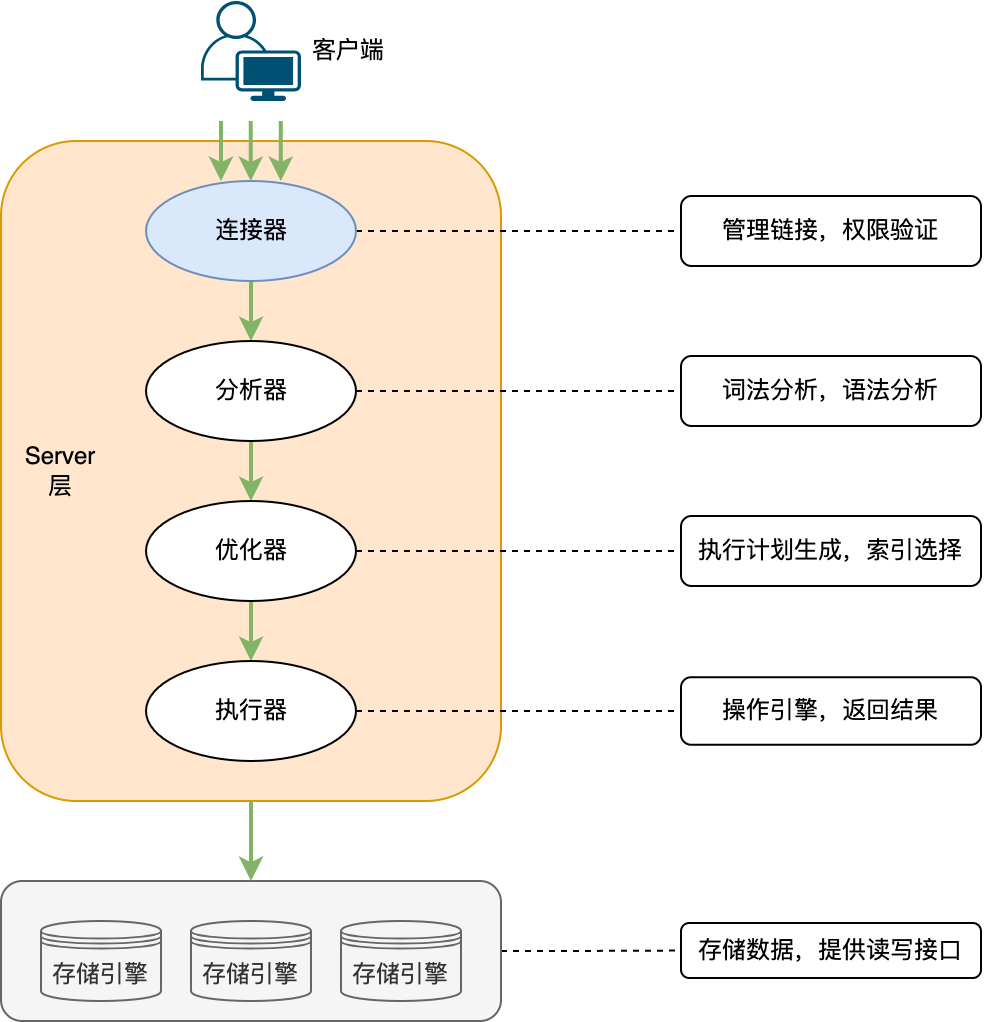 客户端
连接器
管理链接，权限验证
分析器
词法分析，语法分析
Server
层
优化器
执行计划生成，索引选择
执行器
操作引擎，返回结果
存储引擎
存储引擎
存储引擎
存储数据，提供读写接口